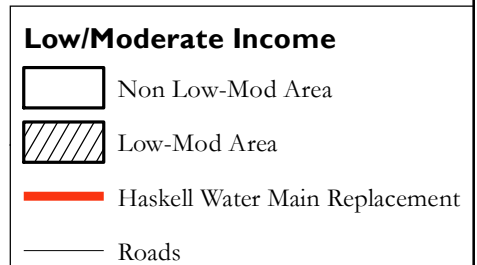 Low/Moderate Income
Non Low-Mod Area
Low-Mod Area
Haskell Water Main Replacement
Roads